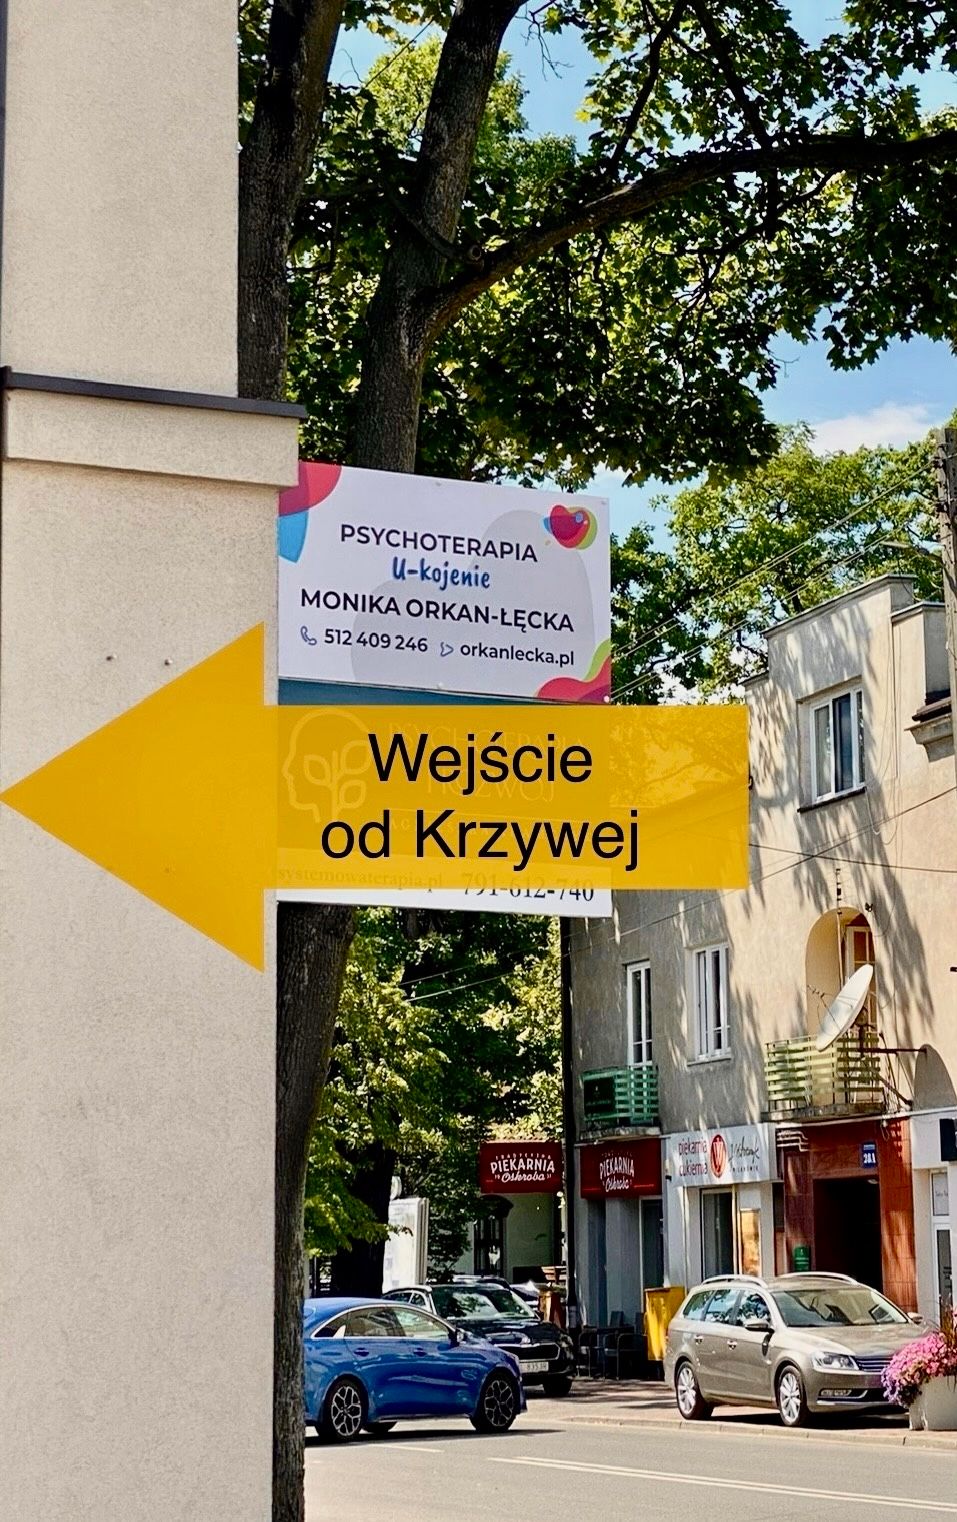 PSYCHOTERAPIA
U-kojenie
MONIKA ORKAN-ŁĘCKA
512 409 246 orkanlecka.pl
Wejście
od Krzywej
systemowaterapia.pl 791-612-740
TRADYCYJNA
PIEKARNIA
Oskroba
PIEKARNIA
Oskroba
piekarnia
cukiernia